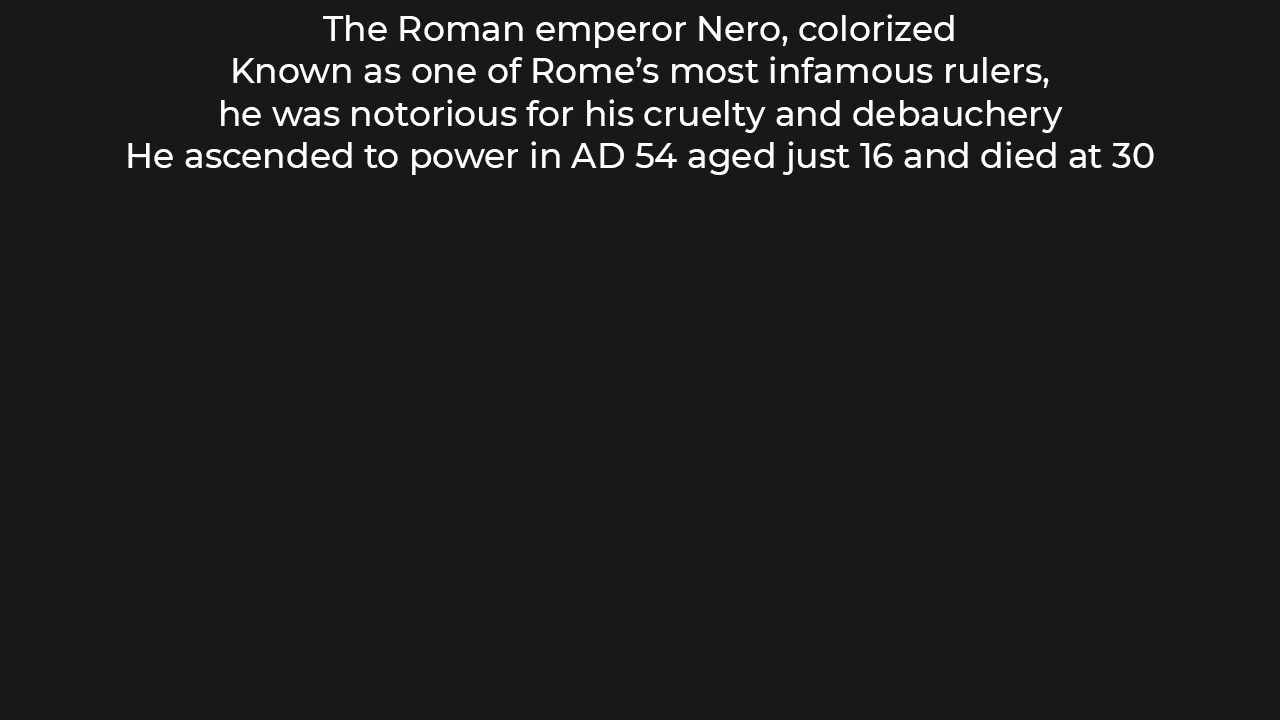 The Roman emperor Nero, colorized
Known as one of Rome’s most infamous rulers,
he was notorious for his cruelty and debauchery
He ascended to power in AD 54 aged just 16 and died at 30